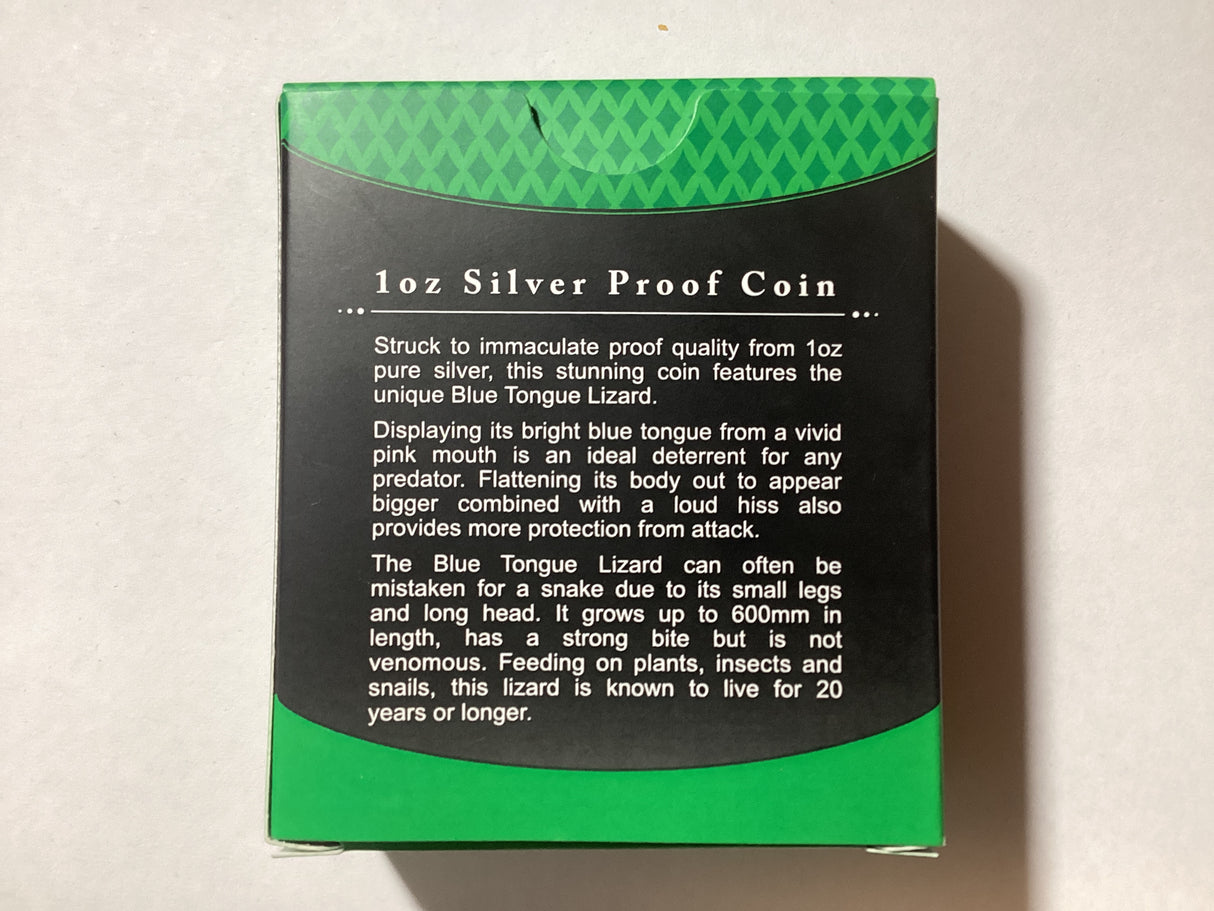 1oz Silver Proof Coin
Struck to immaculate proof quality from 1oz
pure silver, this stunning coin features the
unique Blue Tongue Lizard.
Displaying its bright blue tongue from a vivid
pink mouth is an ideal deterrent for any
predator. Flattening its body out to appear
bigger combined with a loud hiss also
provides more protection from attack.
The Blue Tongue Lizard can often be
mistaken for a snake due to its small legs
and long head. It grows up to 600mm in
length, has a strong bite but is not
venomous. Feeding on plants, insects and
snails, this lizard is known to live for 20
years or longer.